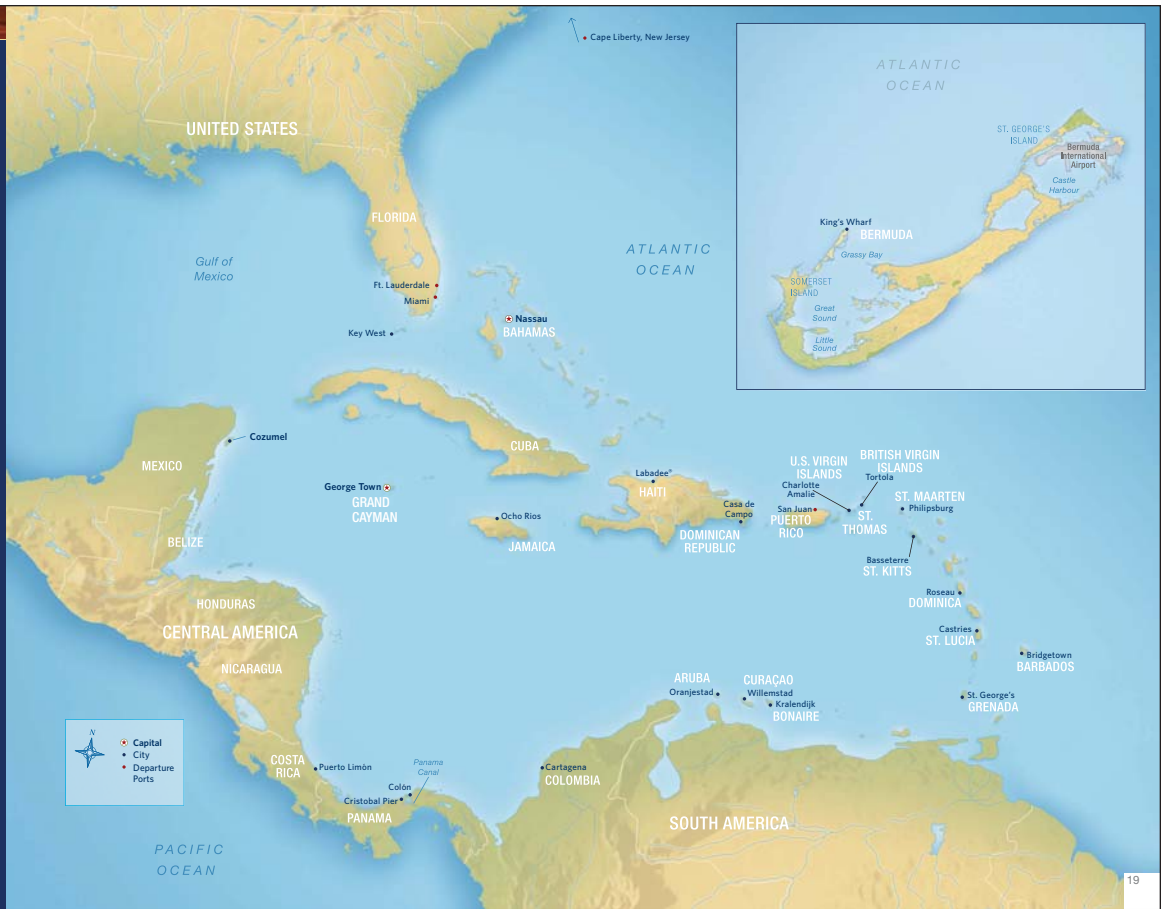 Cape Liberty, New Jersey
UNITED STATES
FLORIDA
Gulf of
Mexico
ATLANTIC
OCEAN
Ft. Lauderdale
Miami
Key West
Nassau
BAHAMAS
ATLANTIC
OCEAN
ST. GEORGE'S
ISLAND
Bermuda
International
Airport
Castle
Harbour
King's Wharf
BERMUDA
Grassy Bay
SOMERSET
ISLAND
Great
Sound
Little
Sound
Cozumel
MEXICO
CUBA
George Town
GRAND
CAYMAN
Ocho Rios
JAMAICA
Labadee®
HAITI
Casa de
Campo
DOMINICAN
REPUBLIC
U.S. VIRGIN
ISLANDS
Charlotte
Amalie
San Juan
PUERTO
RICO
BRITISH VIRGIN
ISLANDS
Tortola
ST.
THOMAS
ST. MAARTEN
Philipsburg
Basseterre
ST. KITTS
BELIZE
HONDURAS
CENTRAL AMERICA
NICARAGUA
Roseau
DOMINICA
Castries
ST. LUCIA
Bridgetown
BARBADOS
St. George's
GRENADA
ARUBA
Oranjestad
CURAÇAO
Willemstad
Kralendijk
BONAIRE
N
Capital
City
Departure
Ports
COSTA
RICA
Puerto Limòn
Panama
Canal
Colòn
Cristobal Pier
PANAMA
Cartagena
COLOMBIA
SOUTH AMERICA
PACIFIC
OCEAN
19